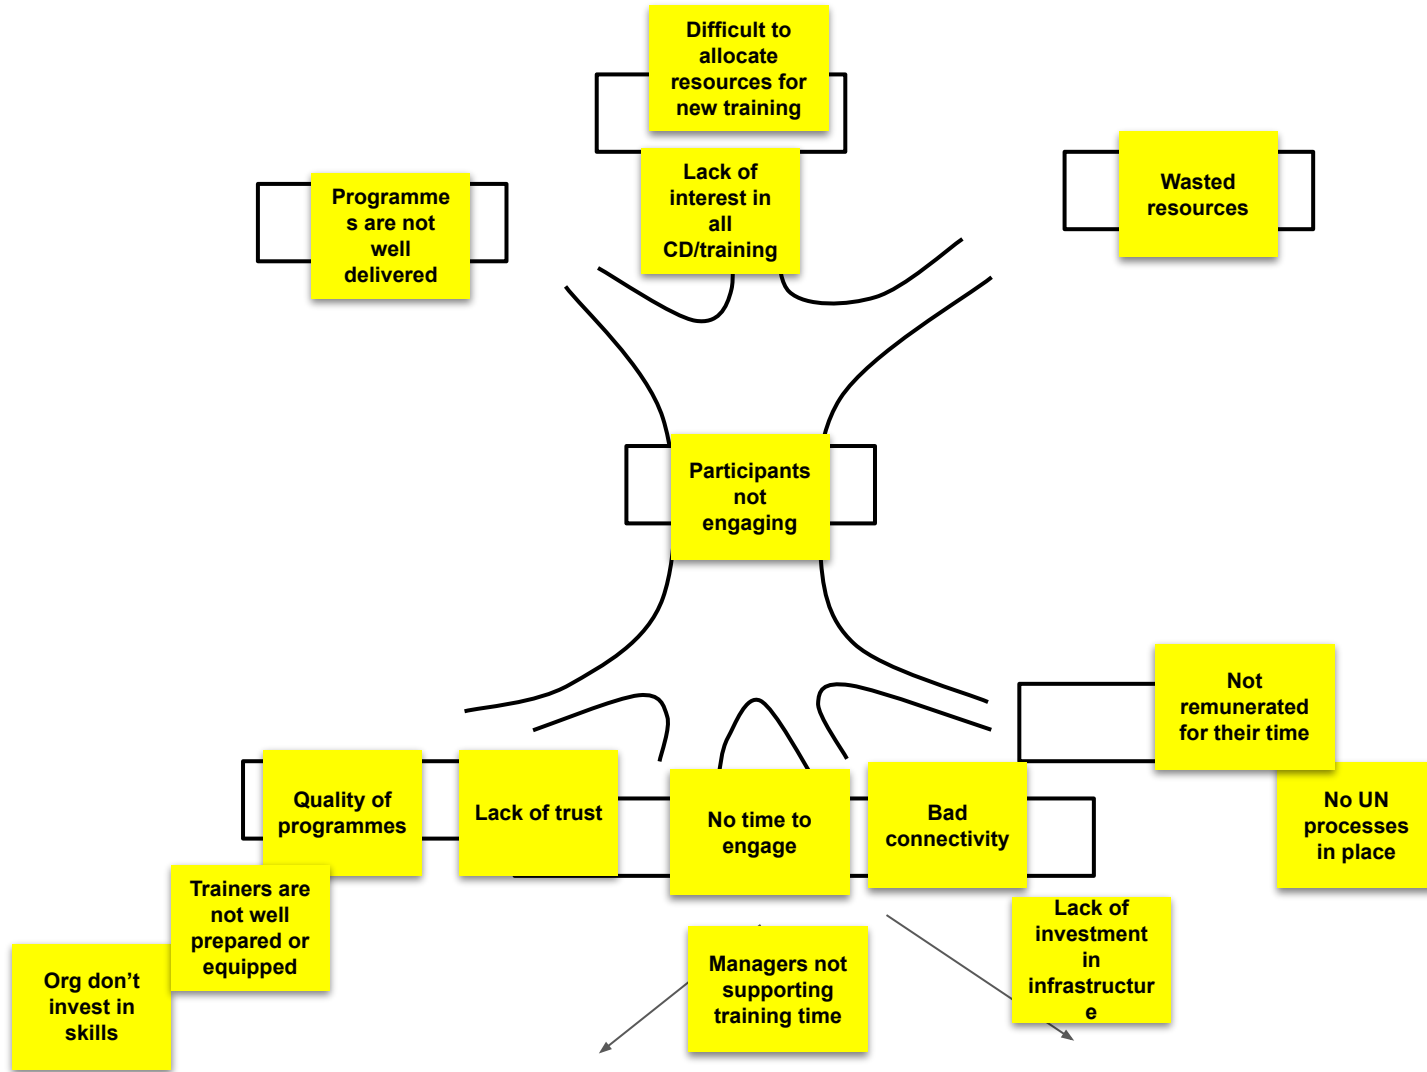 Difficult to
allocate
resources for
new training
Lack of
interest in
all
CD/training
Wasted
resources
Programme
s are not
well
delivered
Participants
not
engaging
Not
remunerated
for their time
No UN
processes
in place
Quality of
programmes
Lack of trust
No time to
engage
Bad
connectivity
Trainers are
not well
prepared or
equipped
Org don’t
invest in
skills
Managers not
supporting
training time
Lack of
investment
in
infrastructur
e